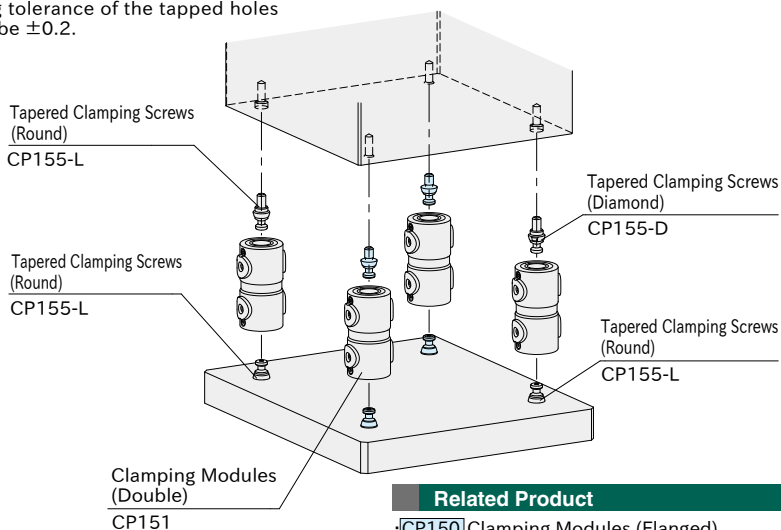 tolerance of the tapped holes
be ±0.2.
Tapered Clamping Screws
(Round)
CP155-L
Tapered Clamping Screws
(Diamond)
CP155-D
Tapered Clamping Screws
(Round)
CP155-L
Tapered Clamping Screws
(Round)
CP155-L
Clamping Modules
(Double)
CP151
Related Product
·CP150 Clamping Modules (Flanged)